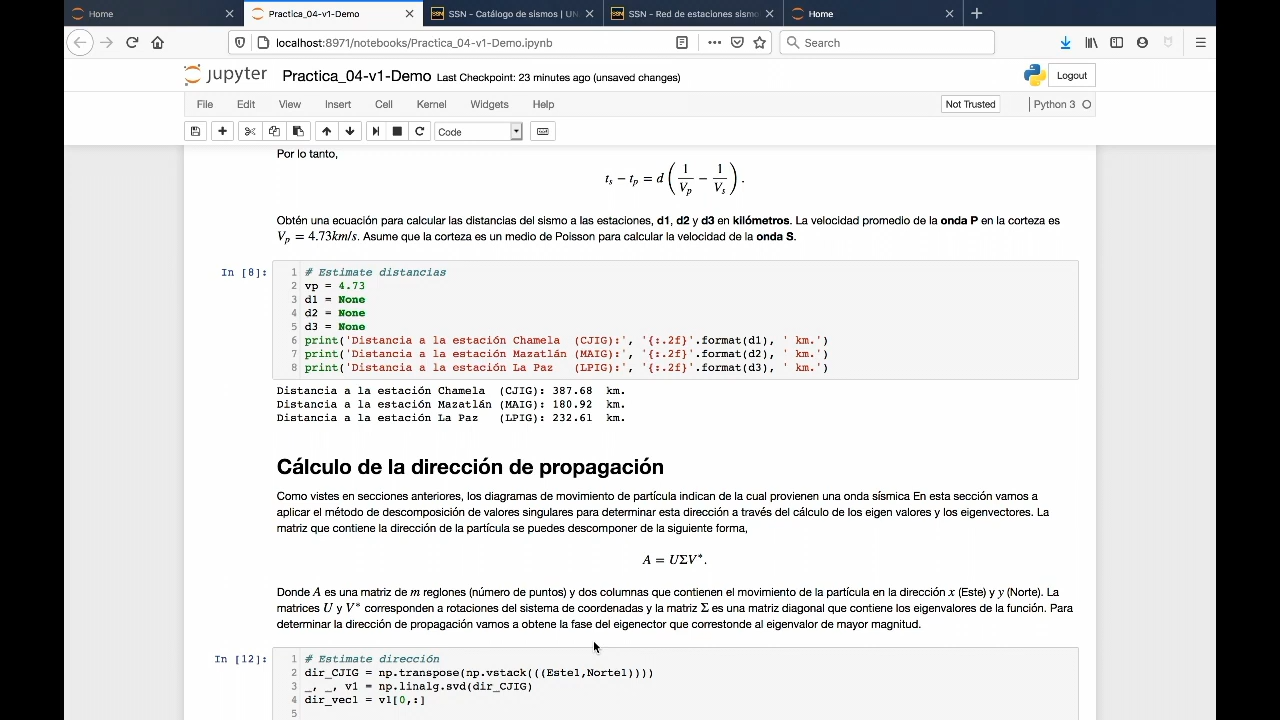 Home
Practica_04-v1-Demo
SSN - Catálogo de sismos | UN
SSN - Red de estaciones sismo
Home
localhost:8971/notebooks/Practica_04-v1-Demo.ipynb
Search
jupyter Practica_04-v1-Demo Last Checkpoint: 23 minutes ago (unsaved changes)
Logout
File Edit View Insert Cell Kernel Widgets Help
Not Trusted
Python 3
Code
Por lo tanto,
t_s − t_p = d ( 1/V_p − 1/V_s ) .
Obtén una ecuación para calcular las distancias del sismo a las estaciones, d1, d2 y d3 en kilómetros. La velocidad promedio de la onda P en la corteza es
V_p = 4.73km/s. Asume que la corteza es un medio de Poisson para calcular la velocidad de la onda S.
In [8]:
1 # Estimate distancias
2 vp = 4.73
3 d1 = None
4 d2 = None
5 d3 = None
6 print('Distancia a la estación Chamela  (CJIG):', '{:.2f}'.format(d1), ' km.')
7 print('Distancia a la estación Mazatlán (MAIG):', '{:.2f}'.format(d2), ' km.')
8 print('Distancia a la estación La Paz   (LPIG):', '{:.2f}'.format(d3), ' km.')
Distancia a la estación Chamela  (CJIG): 387.68  km.
Distancia a la estación Mazatlán (MAIG): 180.92  km.
Distancia a la estación La Paz   (LPIG): 232.61  km.
Cálculo de la dirección de propagación
Como vistes en secciones anteriores, los diagramas de movimiento de partícula indican de la cual provienen una onda sísmica En esta sección vamos a
aplicar el método de descomposición de valores singulares para determinar esta dirección a través del cálculo de los eigen valores y los eigenvectores. La
matriz que contiene la dirección de la partícula se puedes descomponer de la siguiente forma,
A = UΣV*.
Donde A es una matriz de m reglones (número de puntos) y dos columnas que contienen el movimiento de la partícula en la dirección x (Este) y y (Norte). La
matrices U y V* corresponden a rotaciones del sistema de coordenadas y la matriz Σ es una matriz diagonal que contiene los eigenvalores de la función. Para
determinar la dirección de propagación vamos a obtene la fase del eigenector que correstonde al eigenvalor de mayor magnitud.
In [12]:
1 # Estimate dirección
2 dir_CJIG = np.transpose(np.vstack(((Este1,Norte1))))
3 _, _, v1 = np.linalg.svd(dir_CJIG)
4 dir_vec1 = v1[0,:]
5